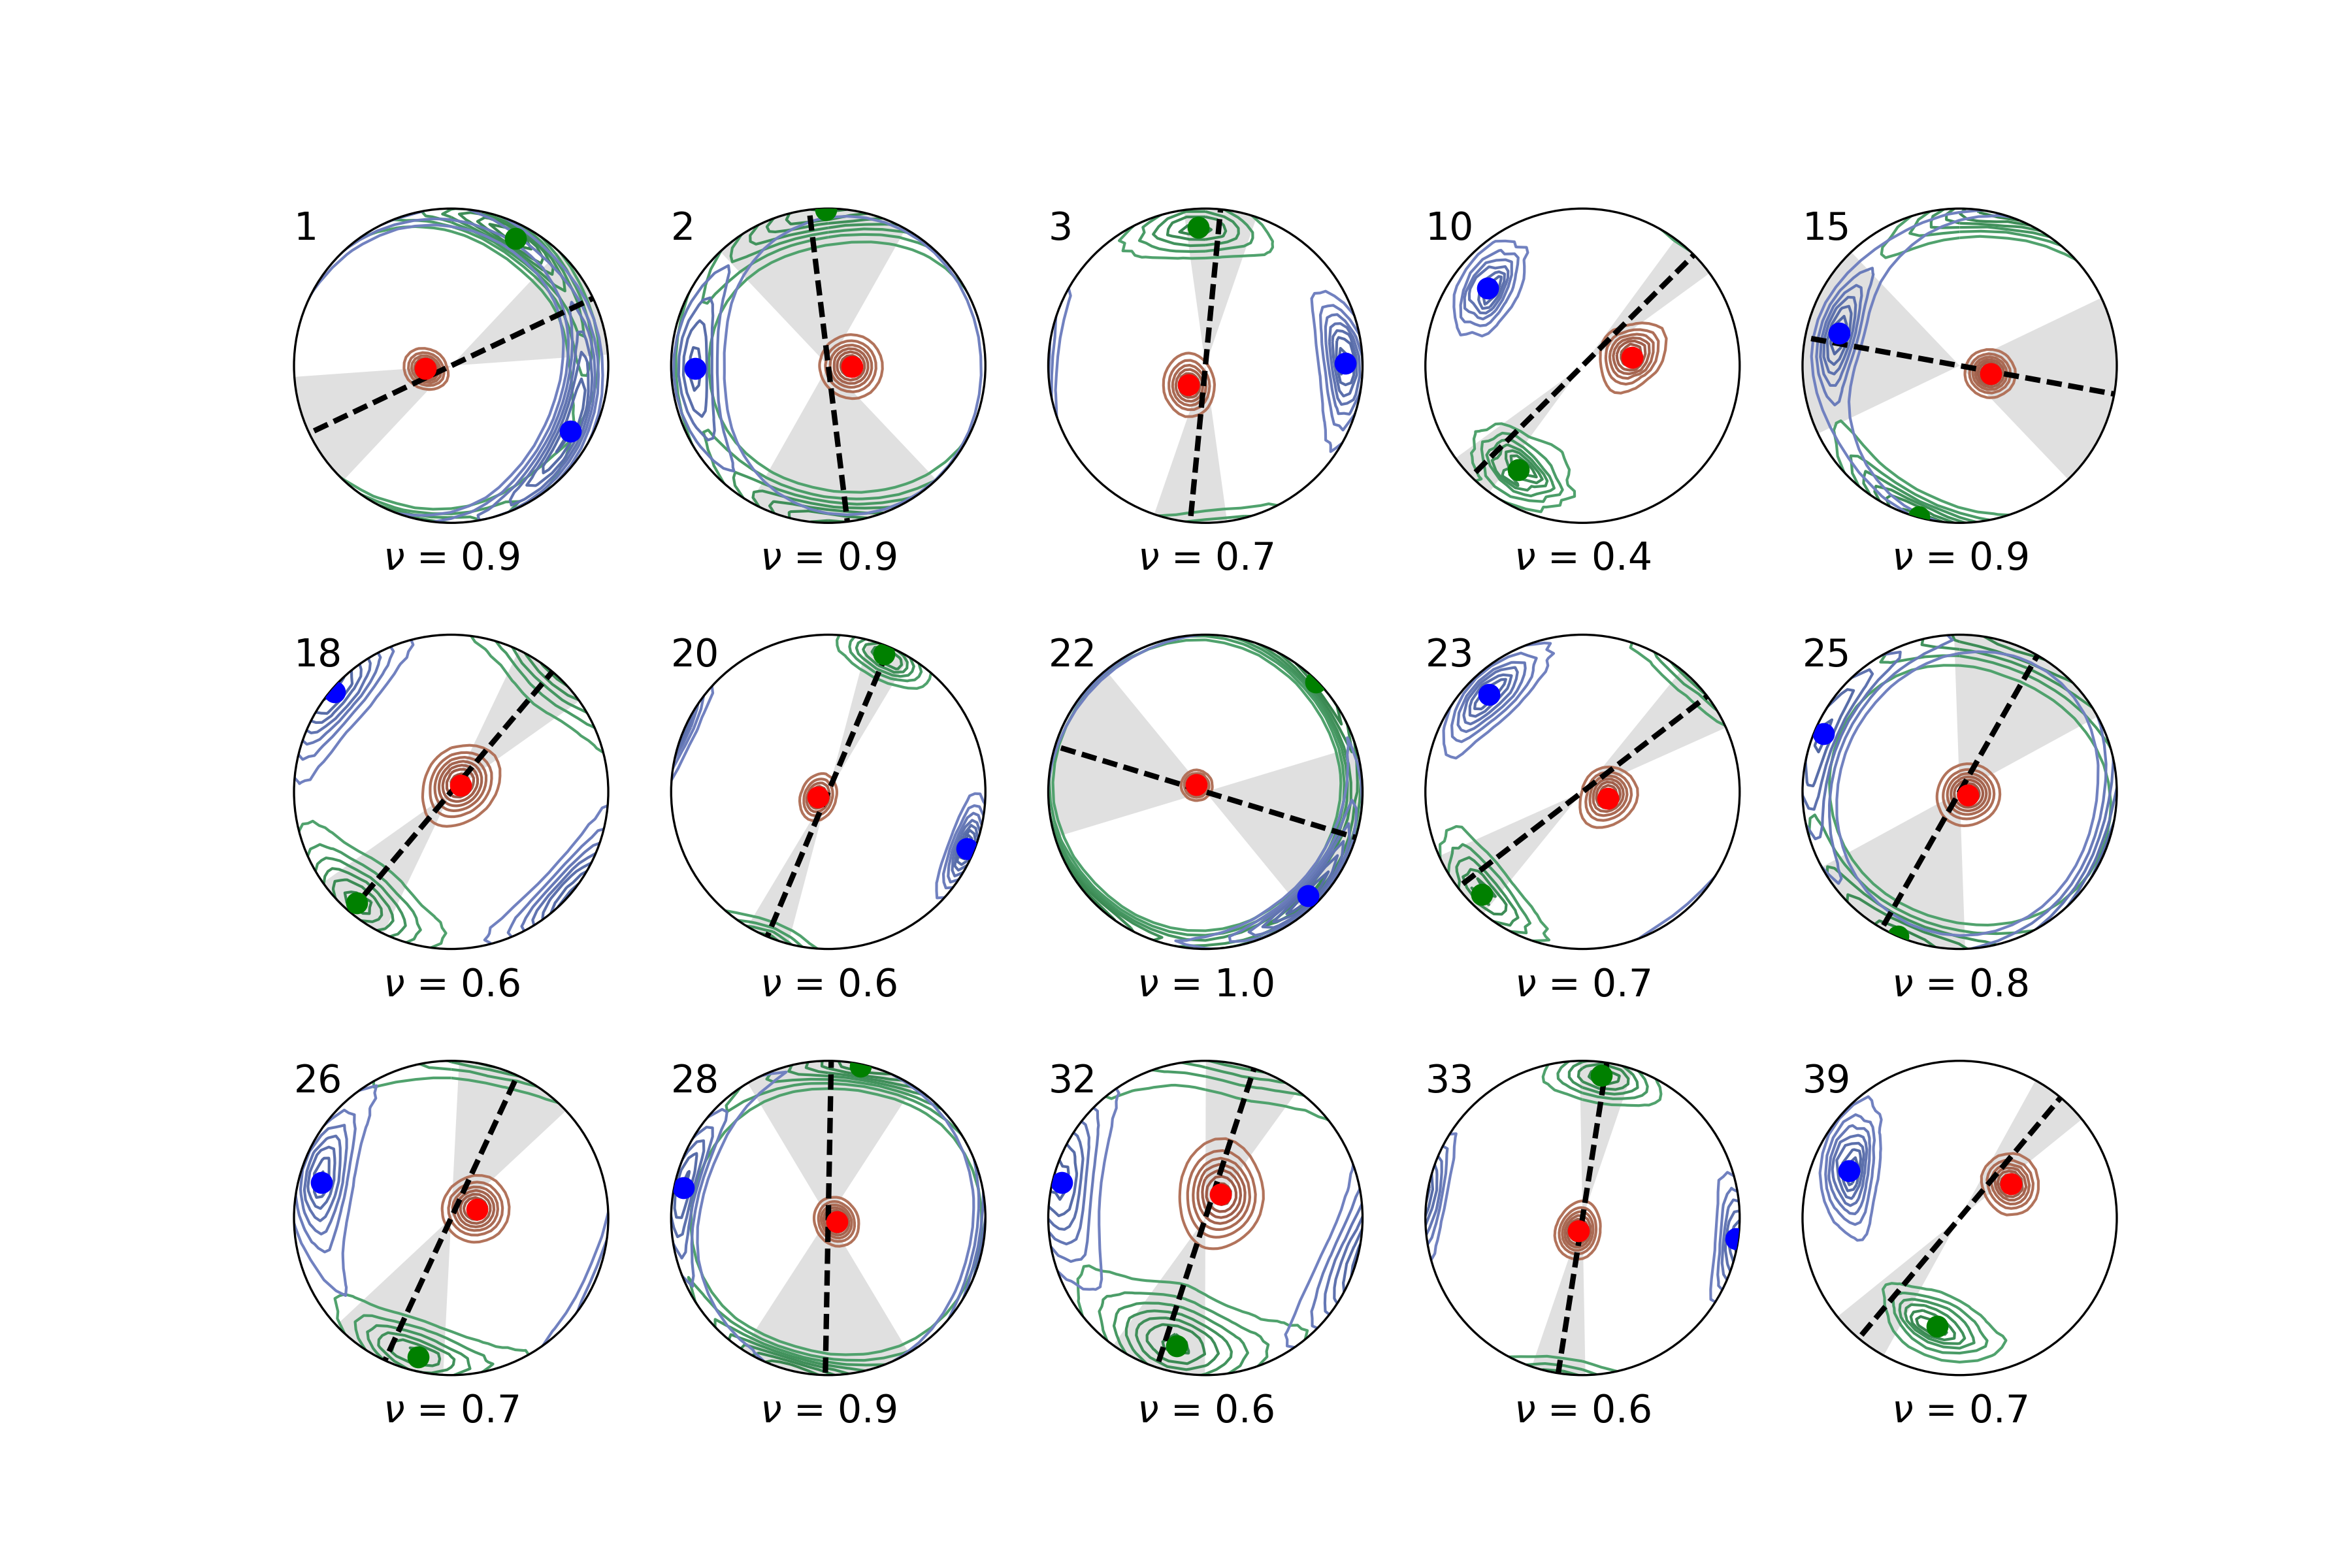 1 2 3 10 15
ν = 0.9 ν = 0.9 ν = 0.7 ν = 0.4 ν = 0.9
18 20 22 23 25
ν = 0.6 ν = 0.6 ν = 1.0 ν = 0.7 ν = 0.8
26 28 32 33 39
ν = 0.7 ν = 0.9 ν = 0.6 ν = 0.6 ν = 0.7